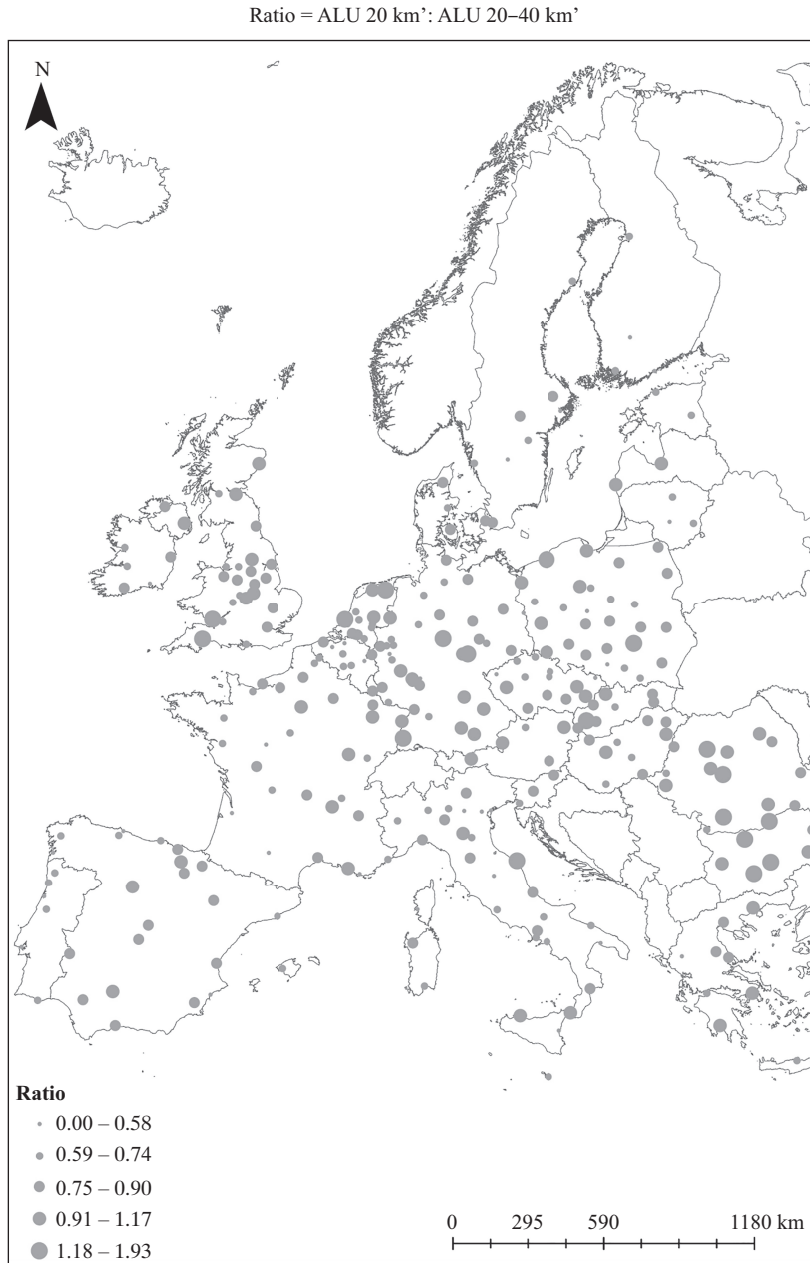 Ratio = ALU 20 km’: ALU 20–40 km’
N
Ratio
0.00 – 0.58
0.59 – 0.74
0.75 – 0.90
0.91 – 1.17
1.18 – 1.93
0 295 590 1180 km